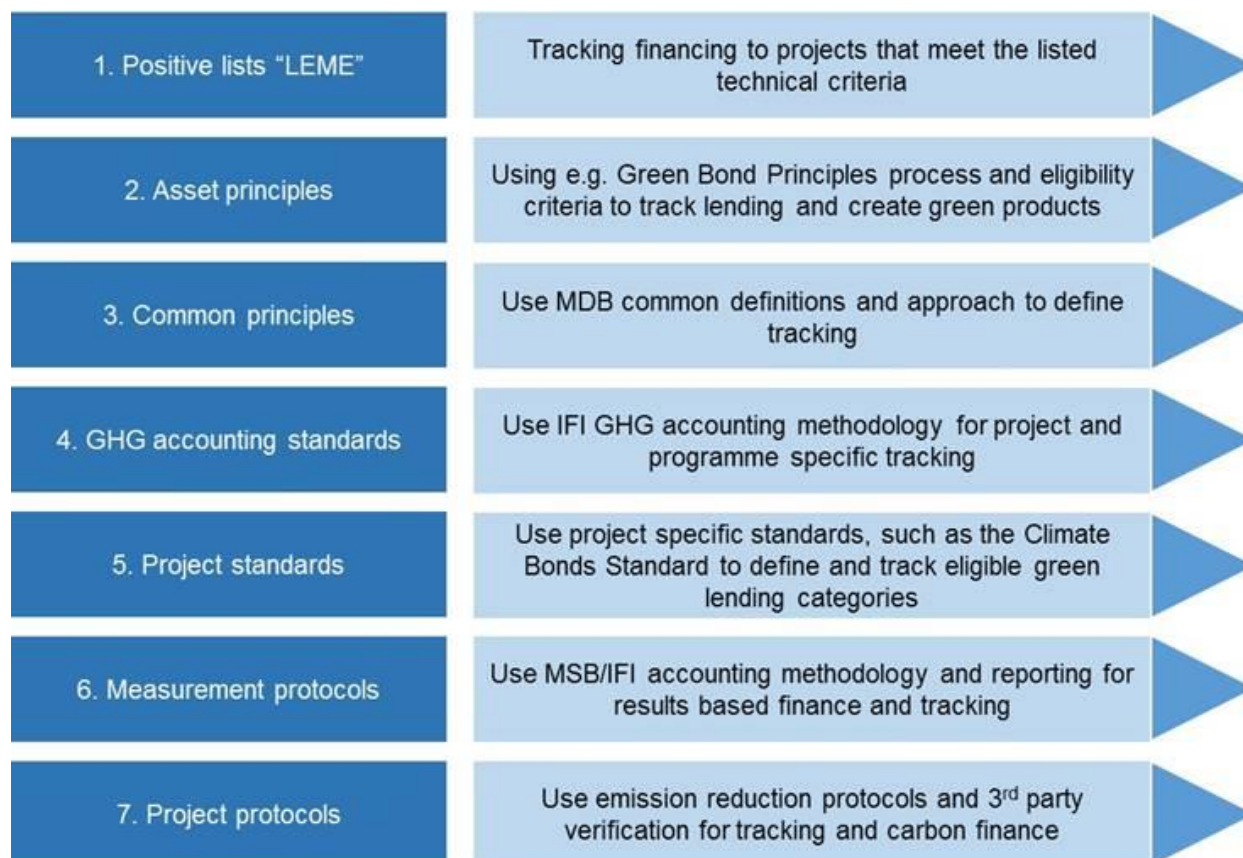 1. Positive lists “LEME”
Tracking financing to projects that meet the listed
technical criteria
2. Asset principles
Using e.g. Green Bond Principles process and eligibility
criteria to track lending and create green products
3. Common principles
Use MDB common definitions and approach to define
tracking
4. GHG accounting standards
Use IFI GHG accounting methodology for project and
programme specific tracking
5. Project standards
Use project specific standards, such as the Climate
Bonds Standard to define and track eligible green
lending categories
6. Measurement protocols
Use MSB/IFI accounting methodology and reporting for
results based finance and tracking
7. Project protocols
Use emission reduction protocols and 3rd party
verification for tracking and carbon finance